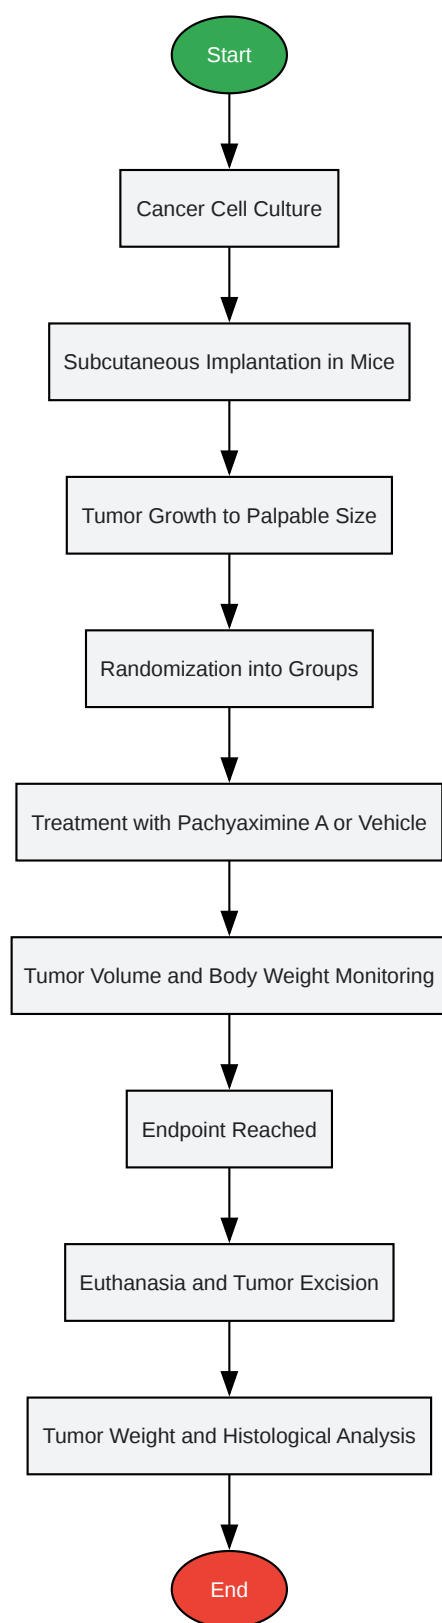 Start
Cancer Cell Culture
Subcutaneous Implantation in Mice
Tumor Growth to Palpable Size
Randomization into Groups
Treatment with Pachyaximine A or Vehicle
Tumor Volume and Body Weight Monitoring
Endpoint Reached
Euthanasia and Tumor Excision
Tumor Weight and Histological Analysis
End